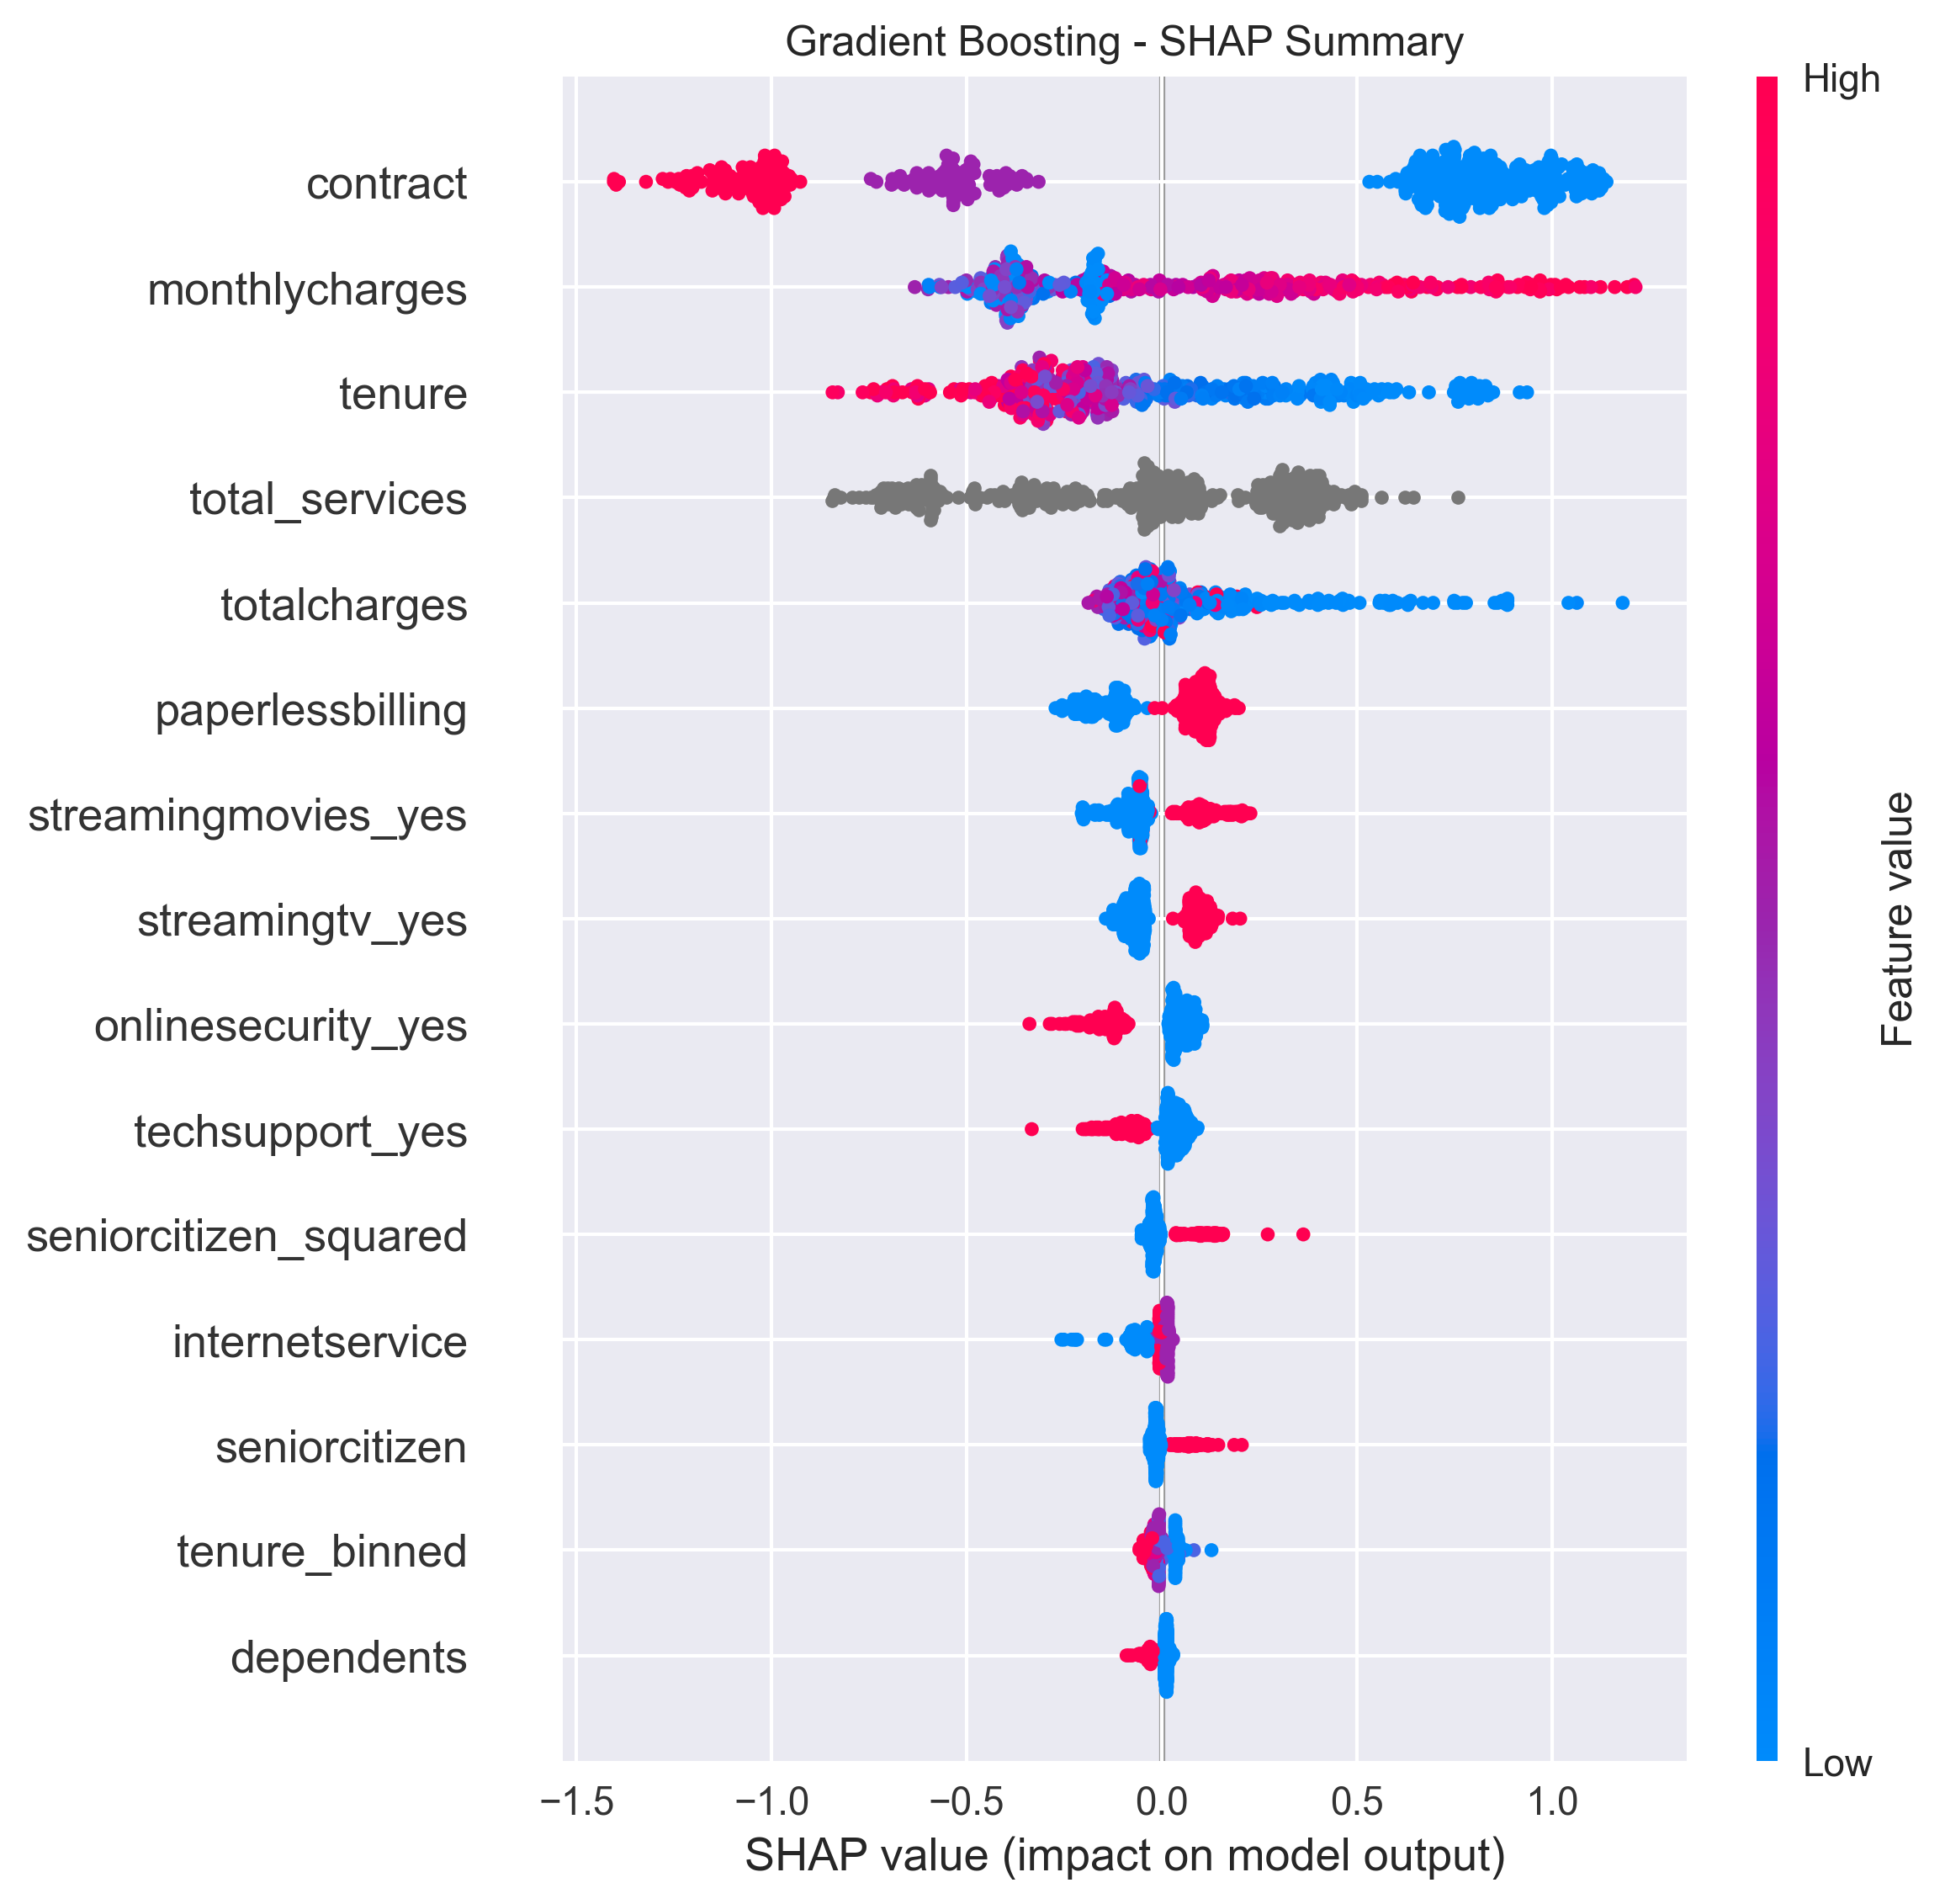 Gradient Boosting - SHAP Summary
High
contract
monthlycharges
tenure
total_services
totalcharges
paperlessbilling
streamingmovies_yes
streamingtv_yes
onlinesecurity_yes
techsupport_yes
seniorcitizen_squared
internetservice
seniorcitizen
tenure_binned
dependents
Feature value
Low
−1.5 −1.0 −0.5 0.0 0.5 1.0
SHAP value (impact on model output)